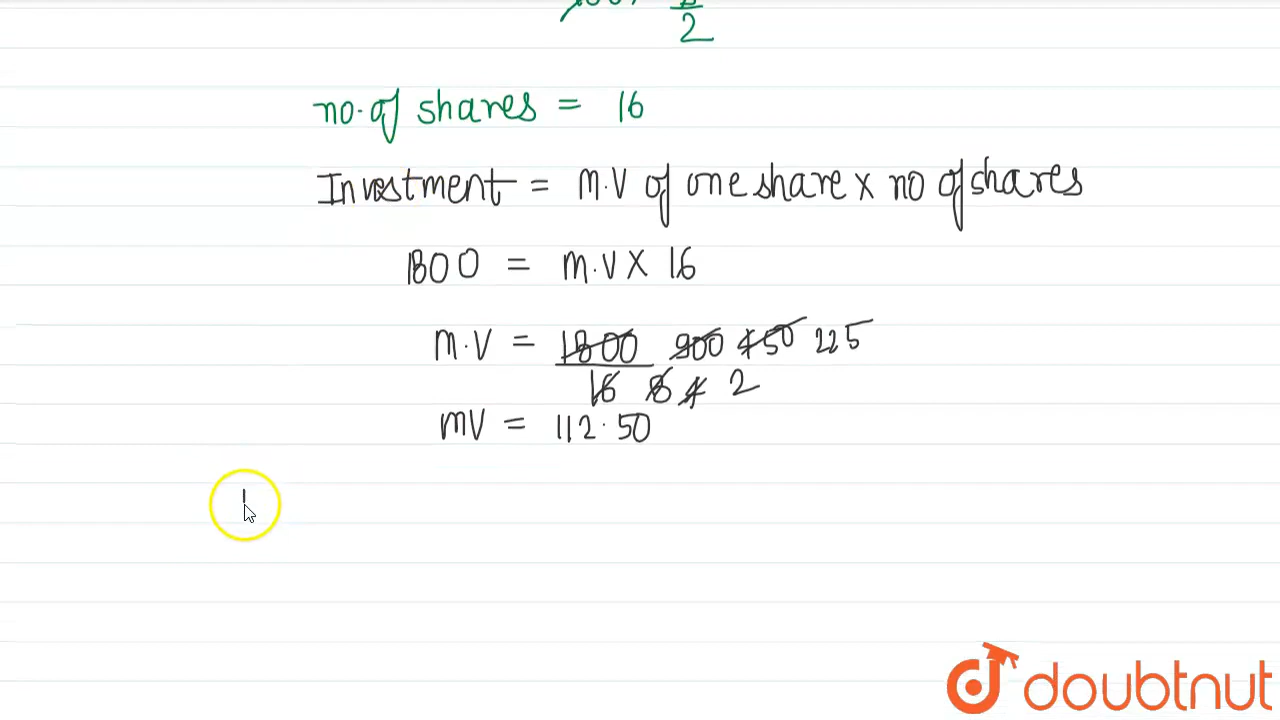 2
no. of shares = 16
Investment = M.V of one share x no of shares
1800 = M.V x 16
M.V = 1800 900 450 225
16 8 4 2
MV = 112.50
doubtnut